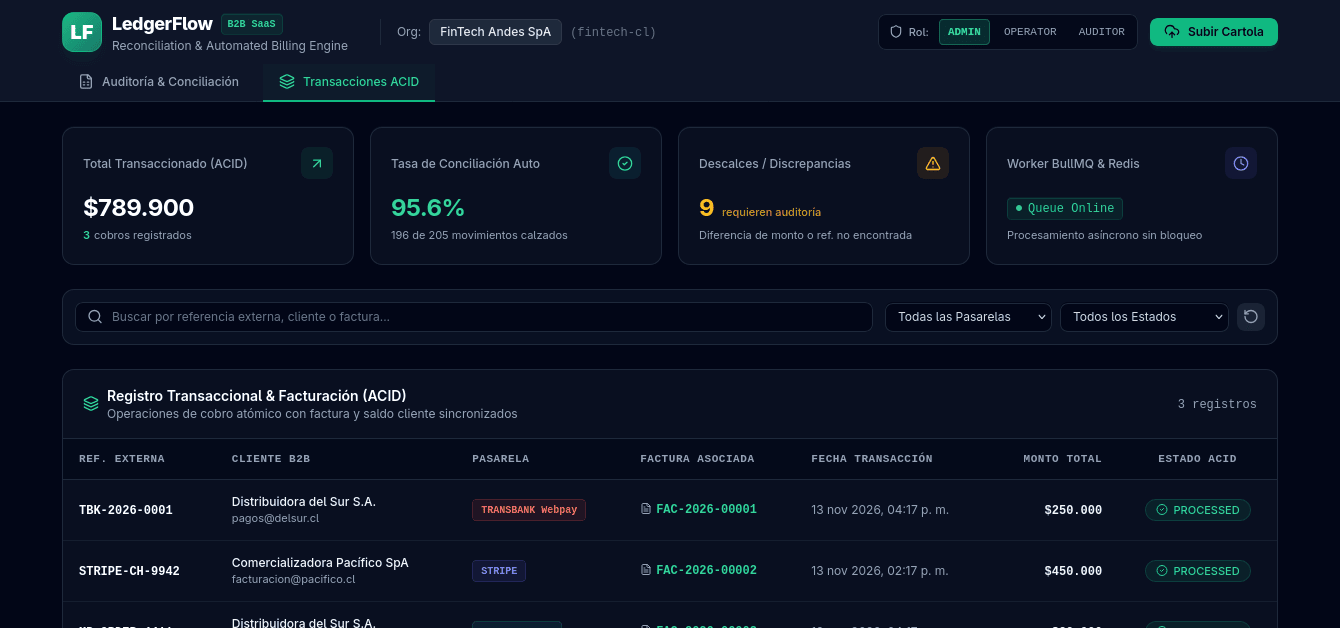 LF
LedgerFlow B2B SaaS
Reconciliation & Automated Billing Engine
Org: FinTech Andes SpA (fintech-cl)
Rol: ADMIN OPERATOR AUDITOR
Subir Cartola
Auditoría & Conciliación
Transacciones ACID
Total Transaccionado (ACID)
$789.900
3 cobros registrados
Tasa de Conciliación Auto
95.6%
196 de 205 movimientos calzados
Descalces / Discrepancias
9 requieren auditoría
Diferencia de monto o ref. no encontrada
Worker BullMQ & Redis
Queue Online
Procesamiento asíncrono sin bloqueo
Buscar por referencia externa, cliente o factura...
Todas las Pasarelas
Todos los Estados
Registro Transaccional & Facturación (ACID)
Operaciones de cobro atómico con factura y saldo cliente sincronizados
3 registros
REF. EXTERNA CLIENTE B2B PASARELA FACTURA ASOCIADA FECHA TRANSACCIÓN MONTO TOTAL ESTADO ACID
TBK-2026-0001 Distribuidora del Sur S.A. TRANSBANK Webpay FAC-2026-00001 13 nov 2026, 04:17 p. m. $250.000 PROCESSED
pagos@delsur.cl
STRIPE-CH-9942 Comercializadora Pacífico SpA STRIPE FAC-2026-00002 13 nov 2026, 02:17 p. m. $450.000 PROCESSED
facturacion@pacifico.cl
Distribuidora del Sur S.A.